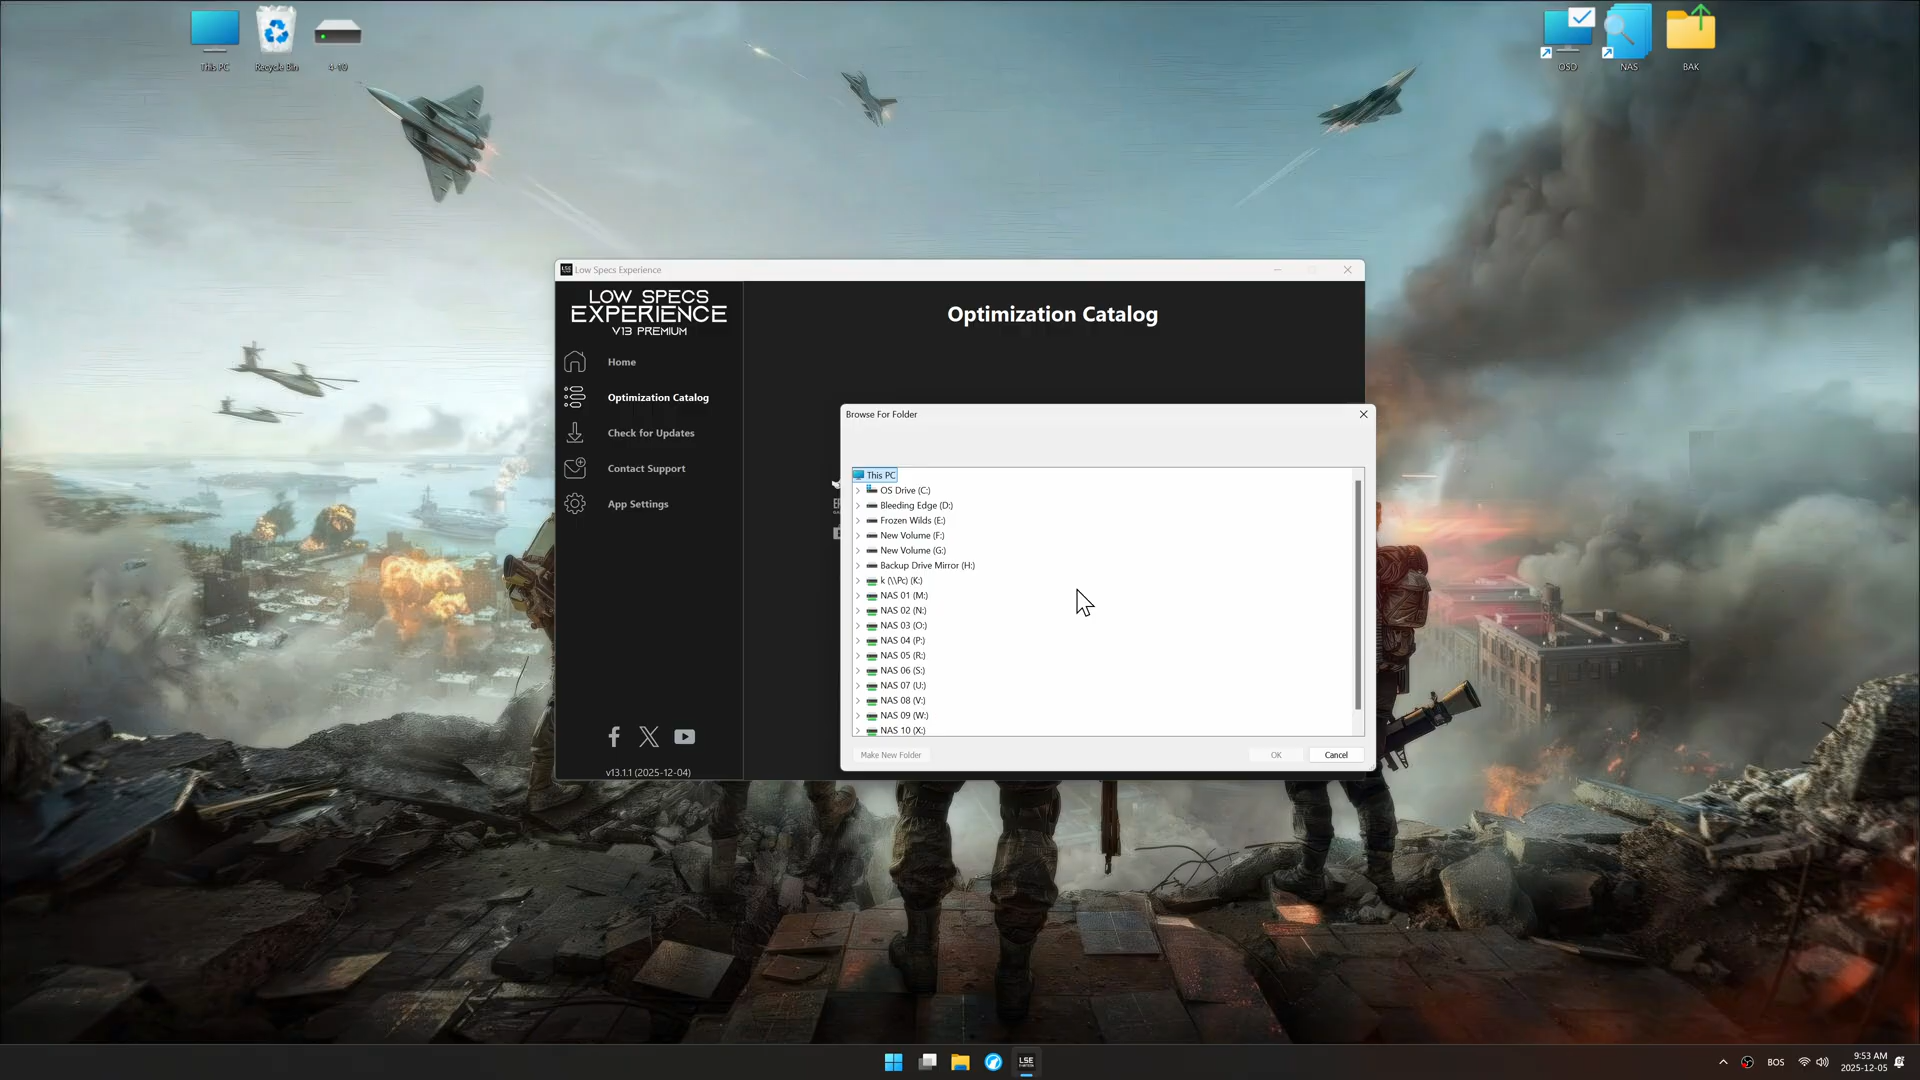 This PC
Recycle Bin
4-10
OSD
NAS
BAK
LSE
Low Specs Experience
LOW SPECS
EXPERIENCE
V13 PREMIUM
Home
Optimization Catalog
Check for Updates
Contact Support
App Settings
v13.1.1 (2025-12-04)
Optimization Catalog
Browse For Folder
This PC
OS Drive (C:)
Bleeding Edge (D:)
Frozen Wilds (E:)
New Volume (F:)
New Volume (G:)
Backup Drive Mirror (H:)
k (\\Pc) (K:)
NAS 01 (M:)
NAS 02 (N:)
NAS 03 (O:)
NAS 04 (P:)
NAS 05 (R:)
NAS 06 (S:)
NAS 07 (U:)
NAS 08 (V:)
NAS 09 (W:)
NAS 10 (X:)
Make New Folder
OK
Cancel
LSE
BOS
9:53 AM
2025-12-05